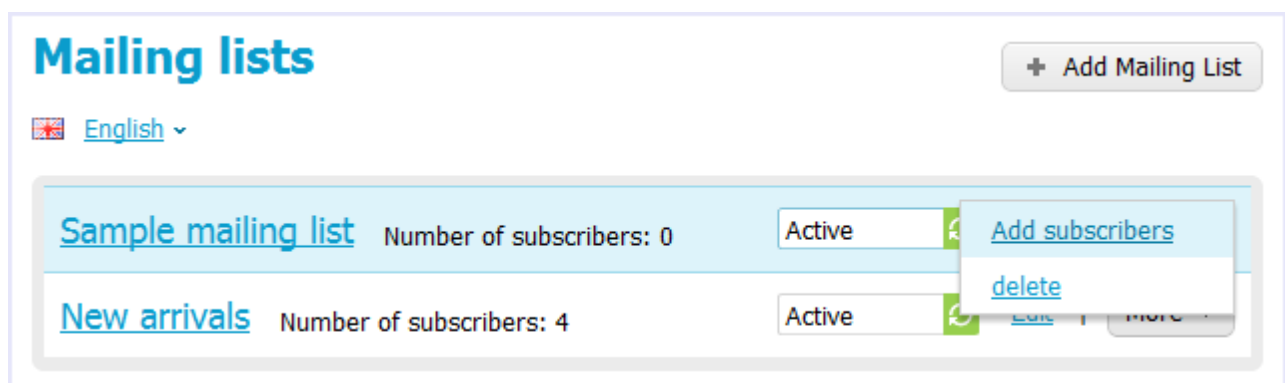 Mailing lists
+ Add Mailing List
English
Sample mailing list Number of subscribers: 0 Active Add subscribers
delete
New arrivals Number of subscribers: 4 Active